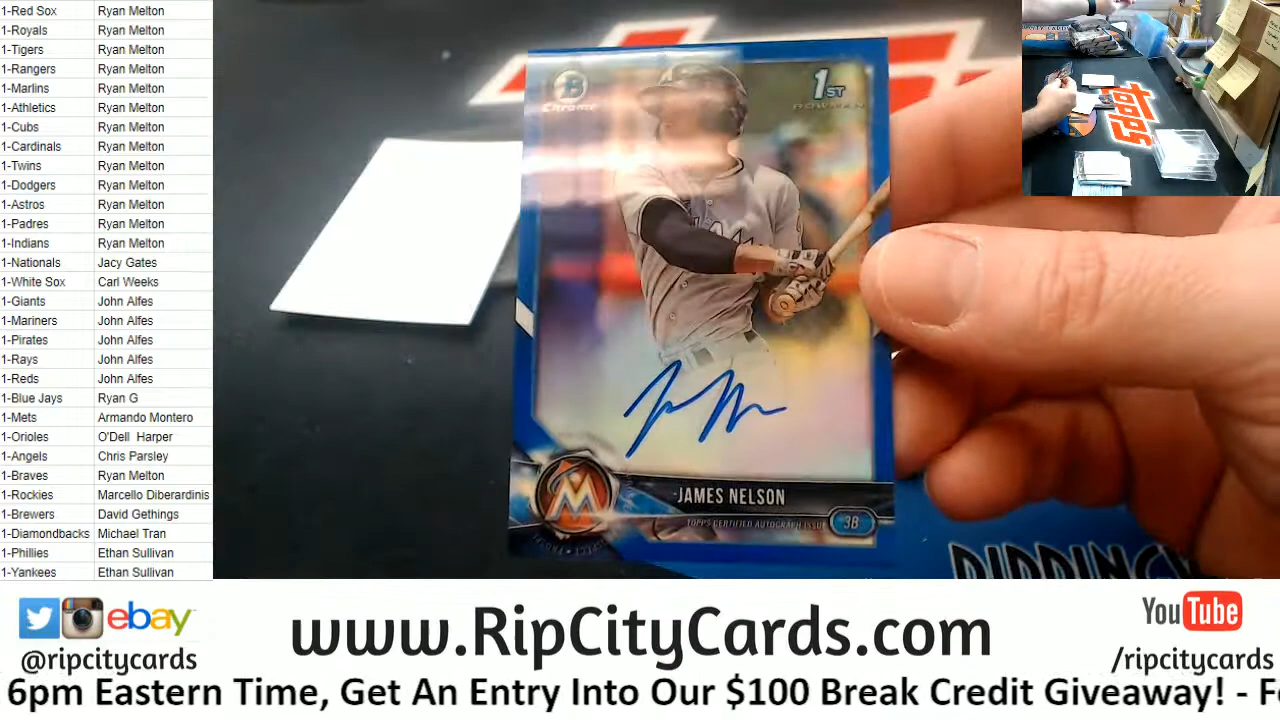 1-Red Sox Ryan Melton
1-Royals Ryan Melton
1-Tigers Ryan Melton
1-Rangers Ryan Melton
1-Marlins Ryan Melton
1-Athletics Ryan Melton
1-Cubs Ryan Melton
1-Cardinals Ryan Melton
1-Twins Ryan Melton
1-Dodgers Ryan Melton
1-Astros Ryan Melton
1-Padres Ryan Melton
1-Indians Ryan Melton
1-Nationals Jacy Gates
1-White Sox Carl Weeks
1-Giants John Alfes
1-Mariners John Alfes
1-Pirates John Alfes
1-Rays John Alfes
1-Reds John Alfes
1-Blue Jays Ryan G
1-Mets Armando Montero
1-Orioles O'Dell Harper
1-Angels Chris Parsley
1-Braves Ryan Melton
1-Rockies Marcello Diberardinis
1-Brewers David Gethings
1-Diamondbacks Michael Tran
1-Phillies Ethan Sullivan
1-Yankees Ethan Sullivan
B
Chrome
1ST
BOWMAN
M
JAMES NELSON
TOPPS CERTIFIED AUTOGRAPH ISSUE
3B
topps
ebay
@ripcitycards
www.RipCityCards.com
YouTube
/ripcitycards
6pm Eastern Time, Get An Entry Into Our $100 Break Credit Giveaway! - Fo